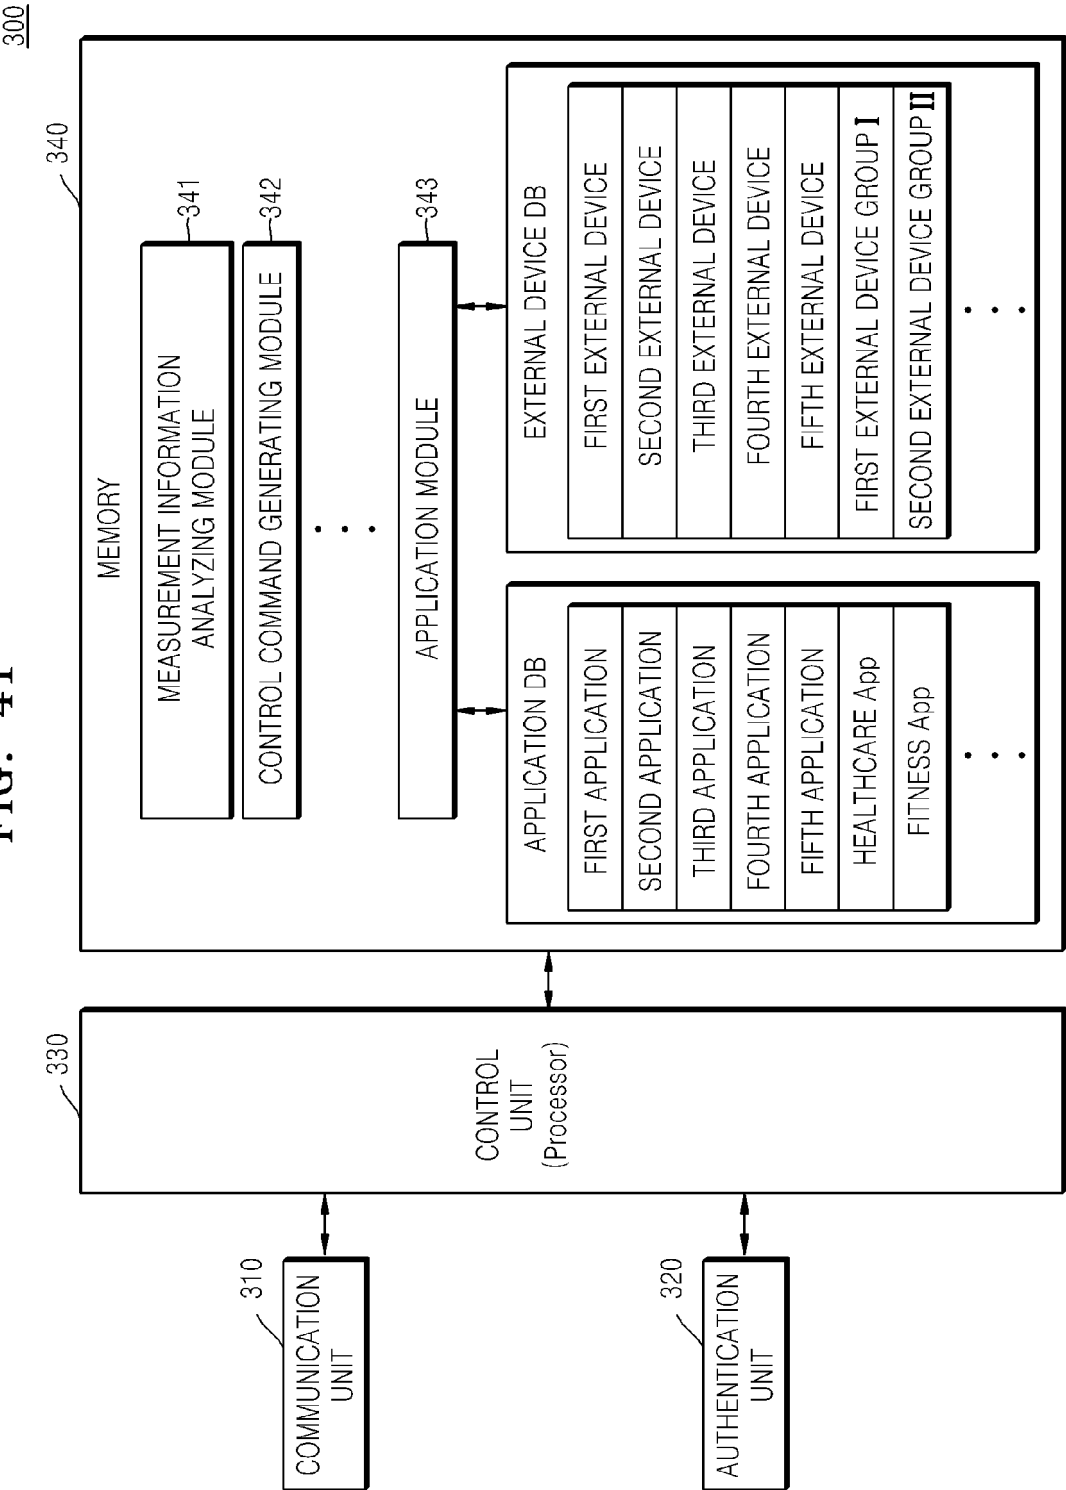 FIG. 41
300
310
COMMUNICATION
UNIT
320
AUTHENTICATION
UNIT
330
CONTROL
UNIT
(Processor)
340
MEMORY
MEASUREMENT INFORMATION
ANALYZING MODULE
341
CONTROL COMMAND GENERATING MODULE
342
APPLICATION MODULE
343
APPLICATION DB
FIRST APPLICATION
SECOND APPLICATION
THIRD APPLICATION
FOURTH APPLICATION
FIFTH APPLICATION
HEALTHCARE App
FITNESS App
EXTERNAL DEVICE DB
FIRST EXTERNAL DEVICE
SECOND EXTERNAL DEVICE
THIRD EXTERNAL DEVICE
FOURTH EXTERNAL DEVICE
FIFTH EXTERNAL DEVICE
FIRST EXTERNAL DEVICE GROUP I
SECOND EXTERNAL DEVICE GROUP II